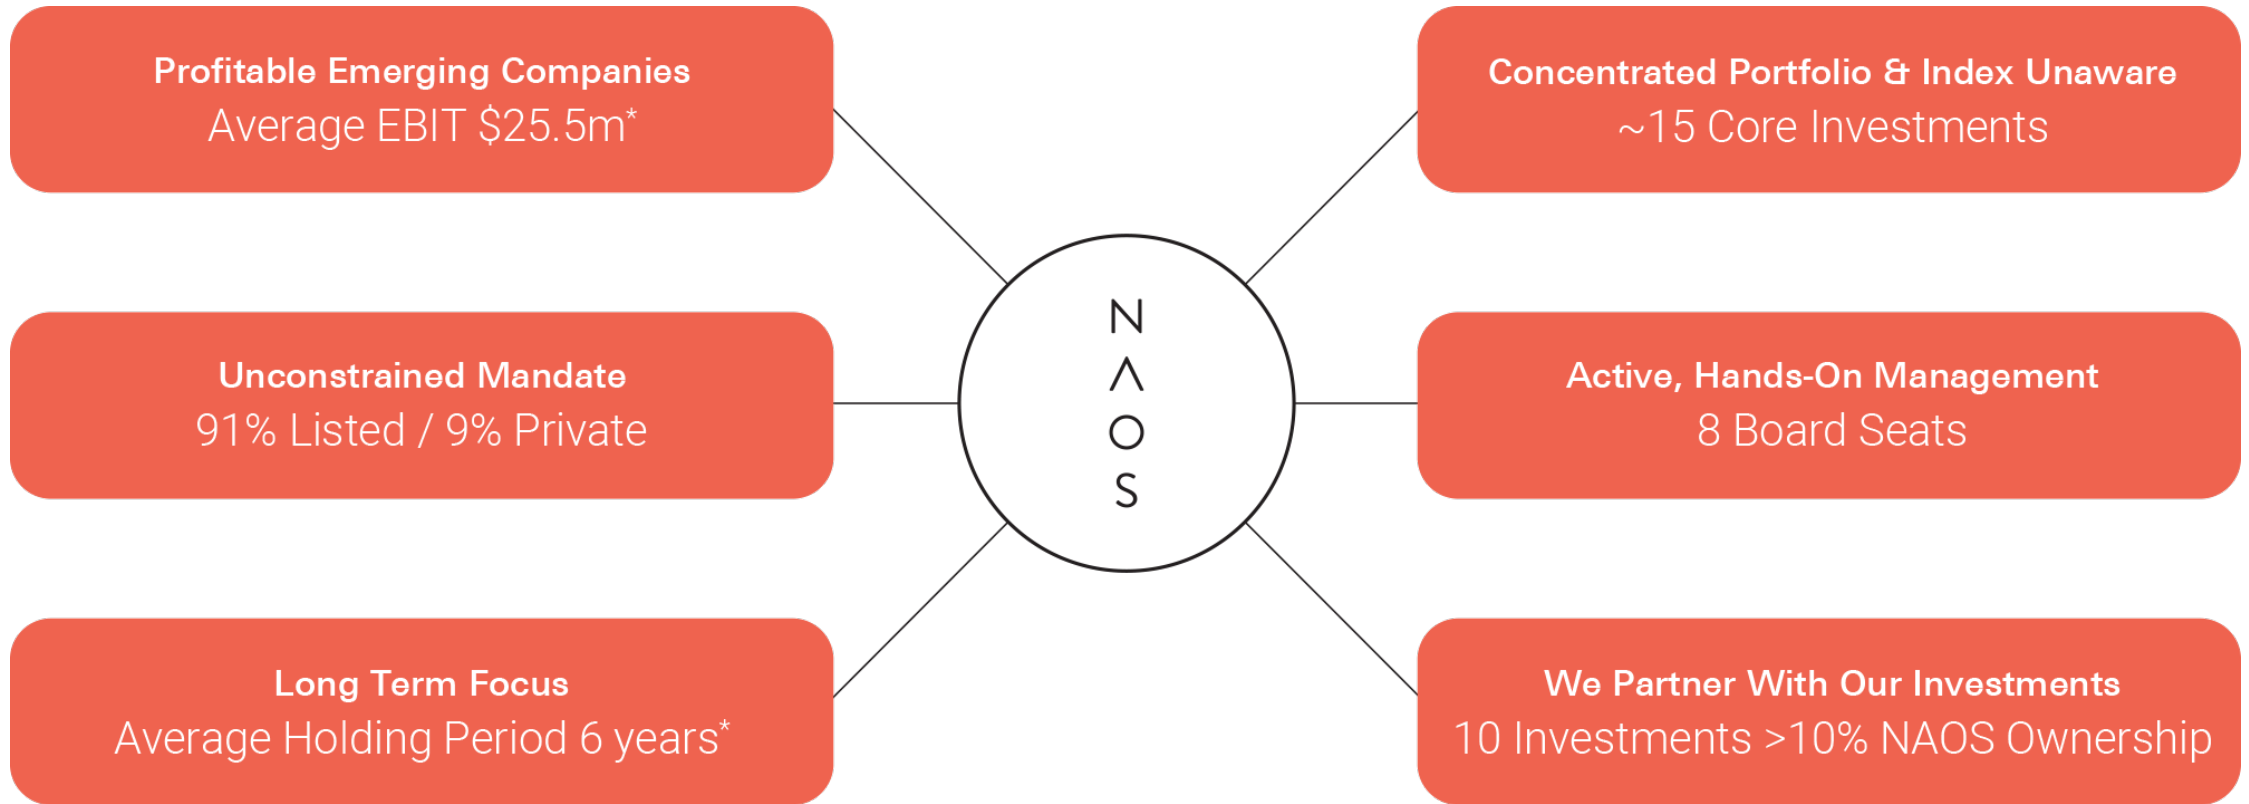 Profitable Emerging Companies
Average EBIT $25.5m*
Concentrated Portfolio & Index Unaware
~15 Core Investments
N
Λ
O
S
Unconstrained Mandate
91% Listed / 9% Private
Active, Hands-On Management
8 Board Seats
Long Term Focus
Average Holding Period 6 years*
We Partner With Our Investments
10 Investments >10% NAOS Ownership